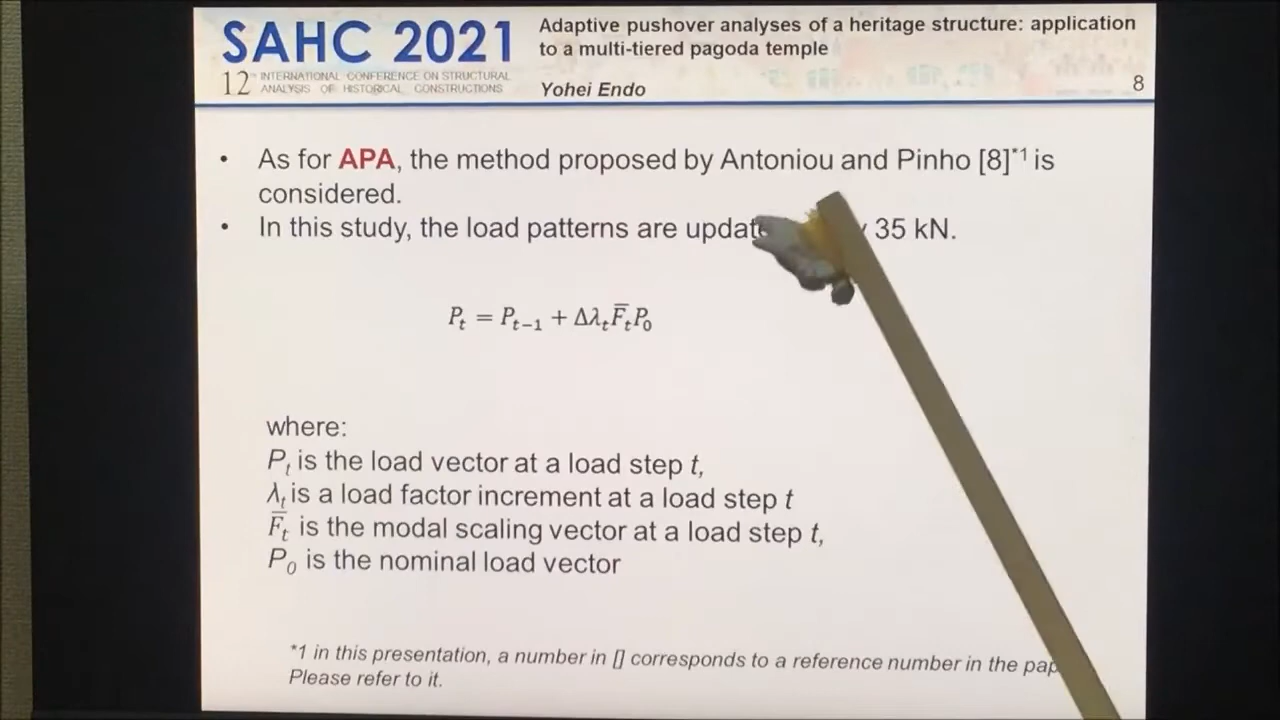 SAHC 2021
12th INTERNATIONAL CONFERENCE ON STRUCTURAL
ANALYSIS OF HISTORICAL CONSTRUCTIONS
Adaptive pushover analyses of a heritage structure: application
to a multi-tiered pagoda temple
Yohei Endo
8
• As for APA, the method proposed by Antoniou and Pinho [8]*1 is
considered.
• In this study, the load patterns are 35 kN.
Pt = Pt−1 + ΔλtF̅tP0
where:
Pt is the load vector at a load step t,
λt is a load factor increment at a load step t
F̅t is the modal scaling vector at a load step t,
P0 is the nominal load vector
*1 in this presentation, a number in [] corresponds to a reference number in the
Please refer to it.